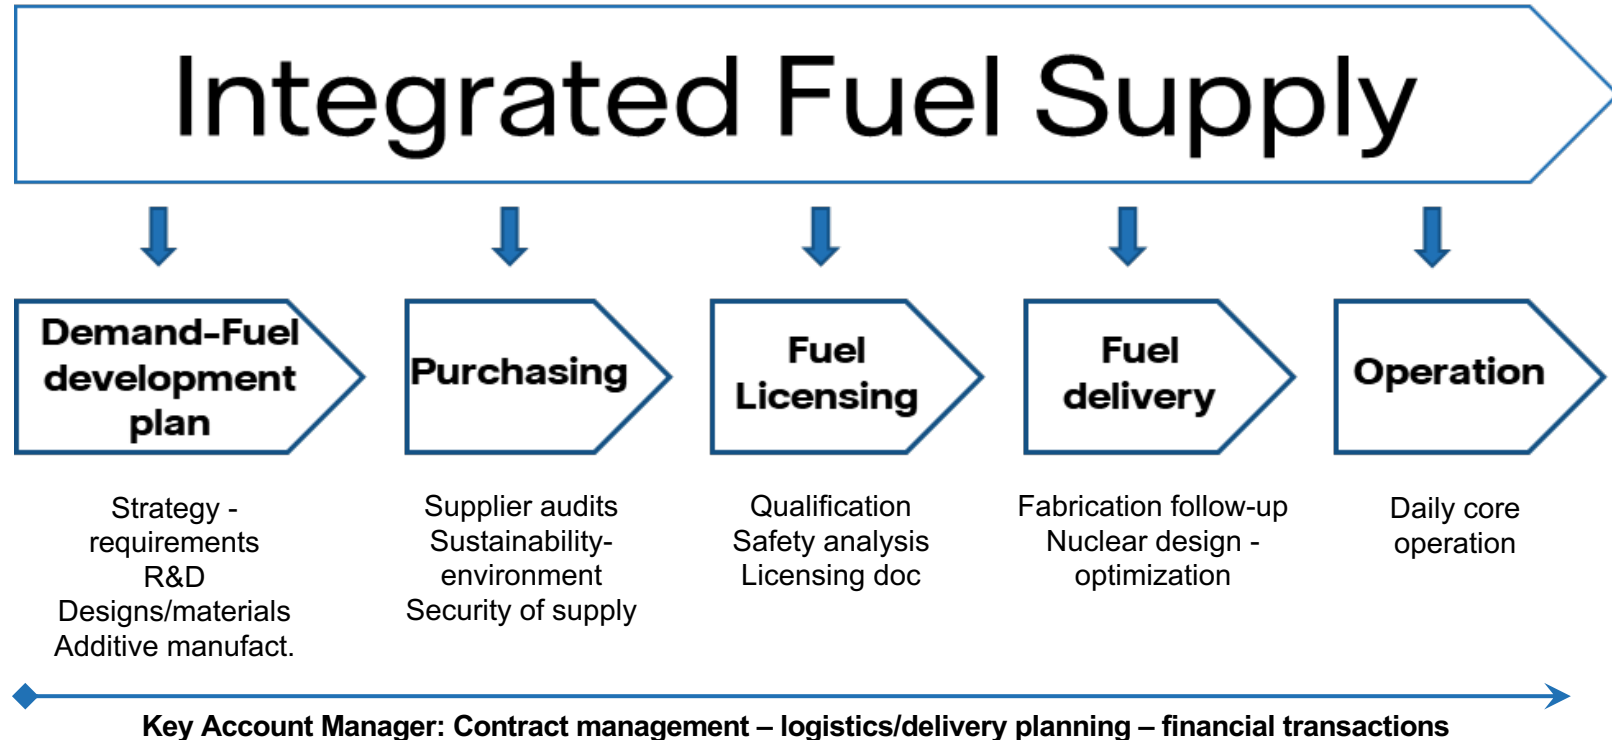 Integrated Fuel Supply
Demand-Fuel
development
plan
Purchasing
Fuel
Licensing
Fuel
delivery
Operation
Strategy -
requirements
R&D
Designs/materials
Additive manufact.
Supplier audits
Sustainability-
environment
Security of supply
Qualification
Safety analysis
Licensing doc
Fabrication follow-up
Nuclear design -
optimization
Daily core
operation
Key Account Manager: Contract management – logistics/delivery planning – financial transactions